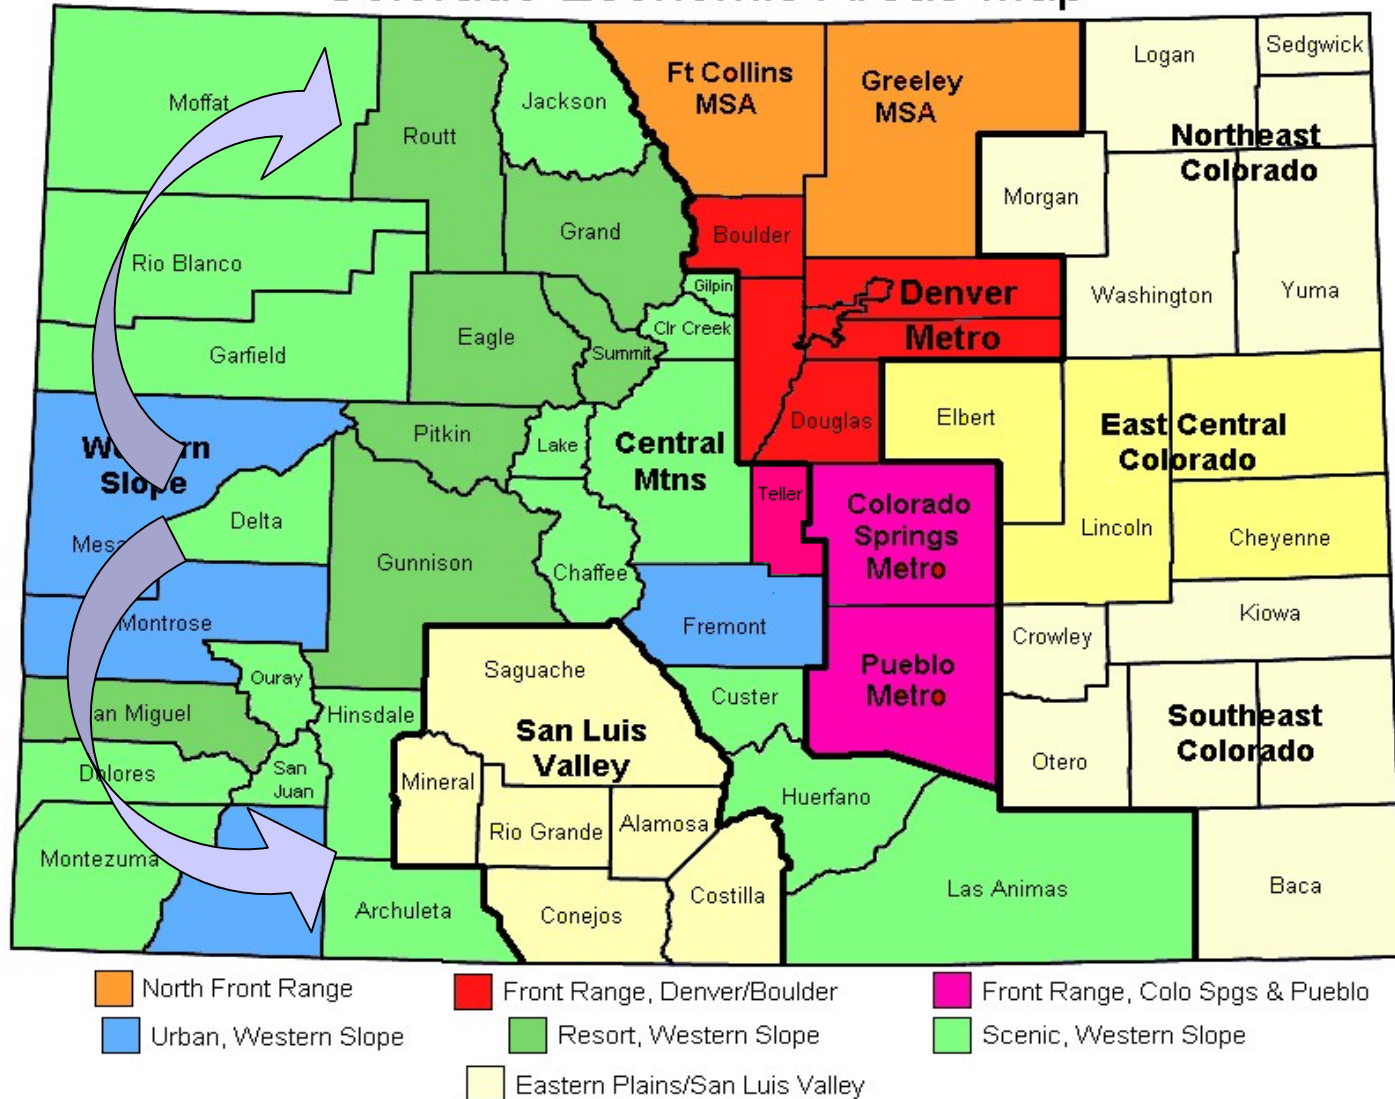 Moffat
Routt
Jackson
Ft Collins
MSA
Greeley
MSA
Logan
Sedgwick
Northeast
Colorado
Morgan
Rio Blanco
Grand
Boulder
Gilpin
Denver
Metro
Washington
Yuma
Garfield
Eagle
Summit
Clr Creek
Pitkin
Lake
Central
Mtns
Douglas
Elbert
East Central
Colorado
Slope
Delta
Gunnison
Chaffee
Teller
Colorado
Springs
Metro
Lincoln
Cheyenne
Montrose
Fremont
Crowley
Kiowa
Ouray
Saguache
Custer
Pueblo
Metro
Miguel
Hinsdale
San Luis
Valley
Southeast
Colorado
Dolores
San
Juan
Mineral
Rio Grande
Alamosa
Huerfano
Otero
Montezuma
Archuleta
Conejos
Costilla
Las Animas
Baca
North Front Range
Front Range, Denver/Boulder
Front Range, Colo Spgs & Pueblo
Urban, Western Slope
Resort, Western Slope
Scenic, Western Slope
Eastern Plains/San Luis Valley